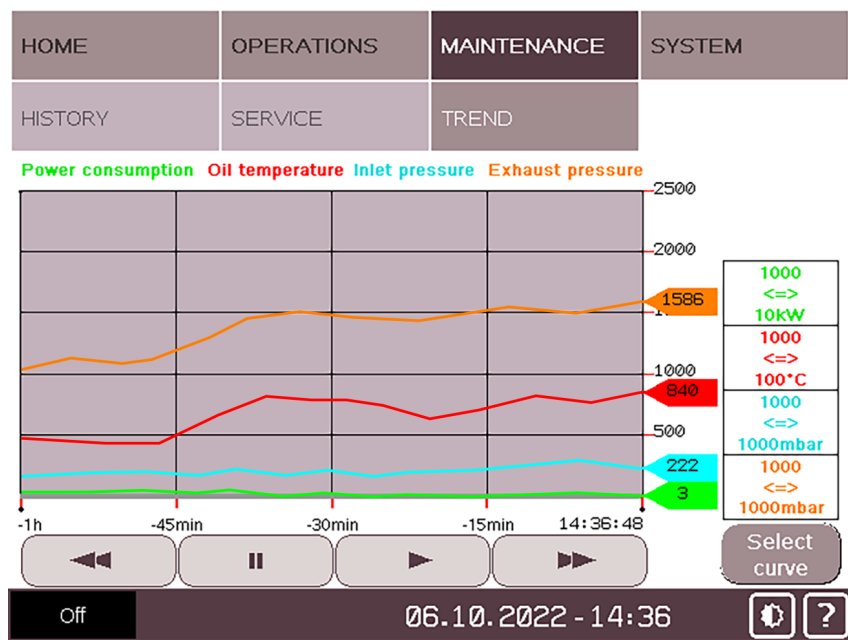 HOME OPERATIONS MAINTENANCE SYSTEM
HISTORY SERVICE TREND
Power consumption Oil temperature Inlet pressure Exhaust pressure
2500
2000
1586
1000
840
500
222
3
1000
<=>
10kW
1000
<=>
100°C
1000
<=>
1000mbar
1000
<=>
1000mbar
-1h -45min -30min -15min 14:36:48
Select
curve
Off 06.10.2022 - 14:36 ?